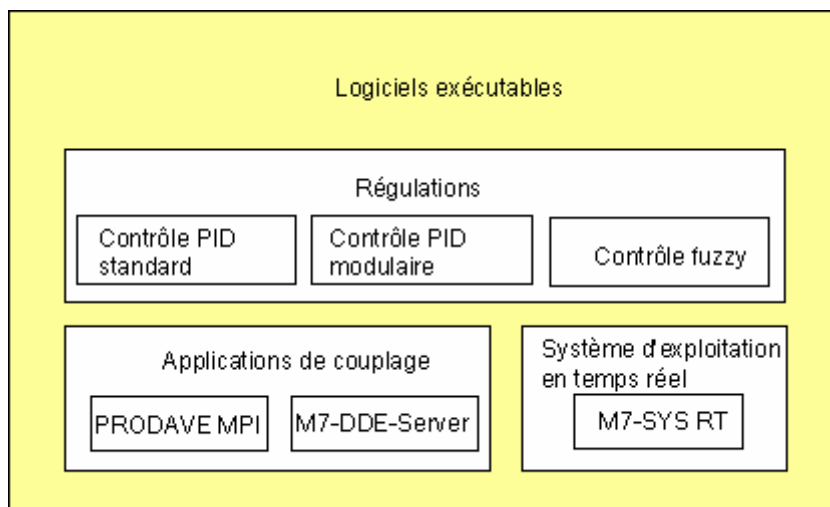 Logiciels exécutables
Régulations
Contrôle PID
standard
Contrôle PID
modulaire
Contrôle fuzzy
Applications de couplage
PRODAVE MPI
M7-DDE-Server
Système d'exploitation
en temps réel
M7-SYS RT